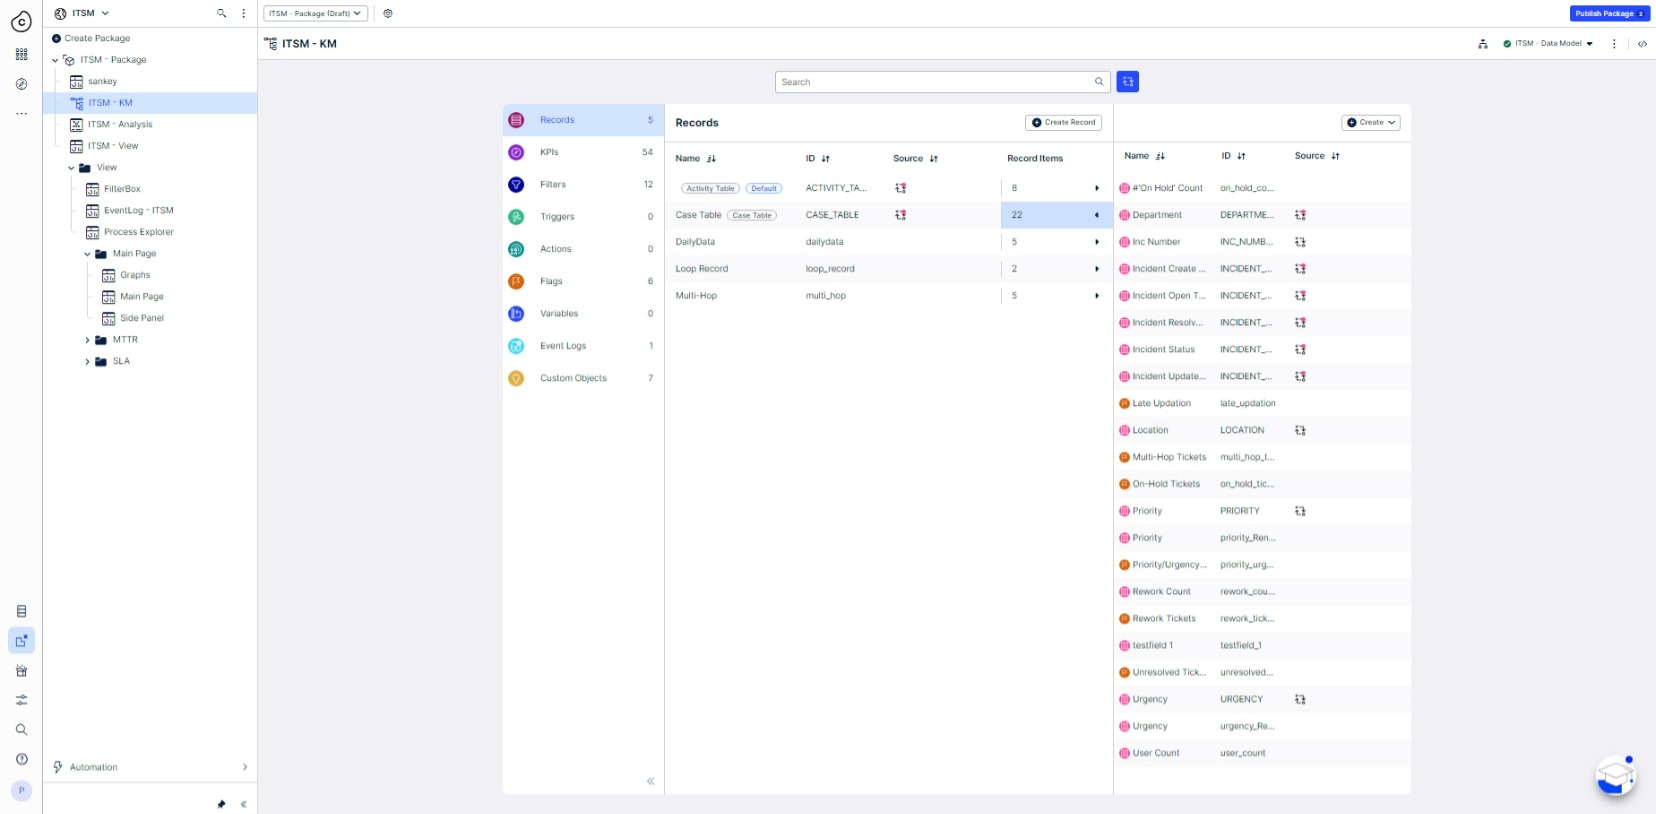 ITSM
ITSM - Package (Draft)
Publish Package 2
Create Package
ITSM - Package
sankey
ITSM - KM
ITSM - Analysis
ITSM - View
View
FilterBox
EventLog - ITSM
Process Explorer
Main Page
Graphs
Main Page
Side Panel
MTTR
SLA
Automation
P
ITSM - KM
ITSM - Data Model
Search
Records 5
KPIs 54
Filters 12
Triggers 0
Actions 0
Flags 6
Variables 0
Event Logs 1
Custom Objects 7
Records
Create Record
Name ID Source Record Items
Activity Table Default ACTIVITY_TA... 8
Case Table Case Table CASE_TABLE 22
DailyData dailydata 5
Loop Record loop_record 2
Multi-Hop multi_hop 5
Create
Name ID Source
#'On Hold' Count on_hold_co...
Department DEPARTME...
Inc Number INC_NUMB...
Incident Create ... INCIDENT_...
Incident Open T... INCIDENT_...
Incident Resolv... INCIDENT_...
Incident Status INCIDENT_...
Incident Update... INCIDENT_...
Late Updation late_updation
Location LOCATION
Multi-Hop Tickets multi_hop_t...
On-Hold Tickets on_hold_tic...
Priority PRIORITY
Priority priority_Ren...
Priority/Urgency... priority_urg...
Rework Count rework_cou...
Rework Tickets rework_tick...
testfield 1 testfield_1
Unresolved Tick... unresolved...
Urgency URGENCY
Urgency urgency_Re...
User Count user_count